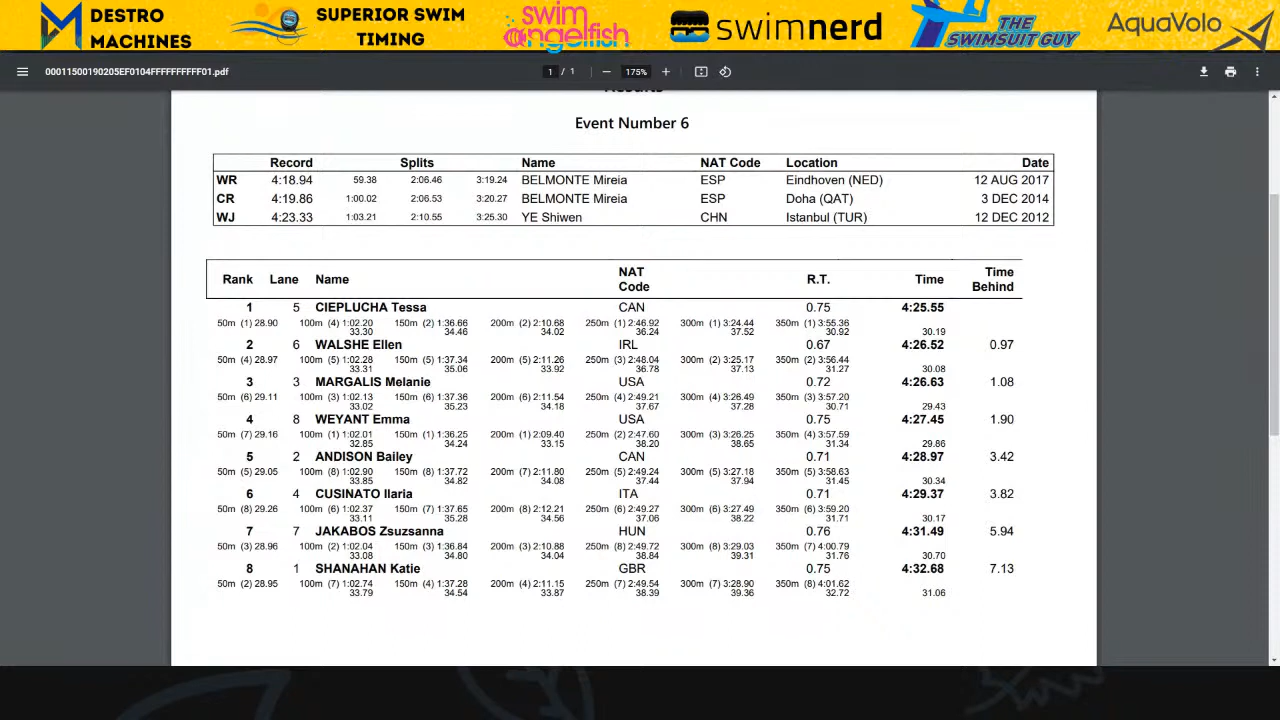 DESTRO
MACHINES
SUPERIOR SWIM
TIMING
swim
angelfish
swimnerd
THE
SWIMSUIT GUY
AquaVolo
00011500190205EF0104FFFFFFFFFF01.pdf
1 / 1
175%
Results
Event Number 6
Record Splits Name NAT Code Location Date
WR 4:18.94 59.38 2:06.46 3:19.24 BELMONTE Mireia ESP Eindhoven (NED) 12 AUG 2017
CR 4:19.86 1:00.02 2:06.53 3:20.27 BELMONTE Mireia ESP Doha (QAT) 3 DEC 2014
WJ 4:23.33 1:03.21 2:10.55 3:25.30 YE Shiwen CHN Istanbul (TUR) 12 DEC 2012
Rank Lane Name NAT Code R.T. Time Time Behind
1 5 CIEPLUCHA Tessa CAN 0.75 4:25.55
50m (1) 28.90 100m (4) 1:02.20 150m (2) 1:36.66 200m (2) 2:10.68 250m (1) 2:46.92 300m (1) 3:24.44 350m (1) 3:55.36
33.30 34.46 34.02 36.24 37.52 30.92 30.19
2 6 WALSHE Ellen IRL 0.67 4:26.52 0.97
50m (4) 28.97 100m (5) 1:02.28 150m (5) 1:37.34 200m (5) 2:11.26 250m (3) 2:48.04 300m (2) 3:25.17 350m (2) 3:56.44
33.31 35.06 33.92 36.78 37.13 31.27 30.08
3 3 MARGALIS Melanie USA 0.72 4:26.63 1.08
50m (6) 29.11 100m (3) 1:02.13 150m (6) 1:37.36 200m (6) 2:11.54 250m (4) 2:49.21 300m (4) 3:26.49 350m (3) 3:57.20
33.02 35.23 34.18 37.67 37.28 30.71 29.43
4 8 WEYANT Emma USA 0.75 4:27.45 1.90
50m (7) 29.16 100m (1) 1:02.01 150m (1) 1:36.25 200m (1) 2:09.40 250m (2) 2:47.60 300m (3) 3:26.25 350m (4) 3:57.59
32.85 34.24 33.15 38.20 38.65 31.34 29.86
5 2 ANDISON Bailey CAN 0.71 4:28.97 3.42
50m (5) 29.05 100m (8) 1:02.90 150m (8) 1:37.72 200m (7) 2:11.80 250m (5) 2:49.24 300m (5) 3:27.18 350m (5) 3:58.63
33.85 34.82 34.08 37.44 37.94 31.45 30.34
6 4 CUSINATO Ilaria ITA 0.71 4:29.37 3.82
50m (8) 29.26 100m (6) 1:02.37 150m (7) 1:37.65 200m (8) 2:12.21 250m (6) 2:49.27 300m (6) 3:27.49 350m (6) 3:59.20
33.11 35.28 34.56 37.06 38.22 31.71 30.17
7 7 JAKABOS Zsuzsanna HUN 0.76 4:31.49 5.94
50m (3) 28.96 100m (2) 1:02.04 150m (3) 1:36.84 200m (3) 2:10.88 250m (8) 2:49.72 300m (8) 3:29.03 350m (7) 4:00.79
33.08 34.80 34.04 38.84 39.31 31.76 30.70
8 1 SHANAHAN Katie GBR 0.75 4:32.68 7.13
50m (2) 28.95 100m (7) 1:02.74 150m (4) 1:37.28 200m (4) 2:11.15 250m (7) 2:49.54 300m (7) 3:28.90 350m (8) 4:01.62
33.79 34.54 33.87 38.39 39.36 32.72 31.06